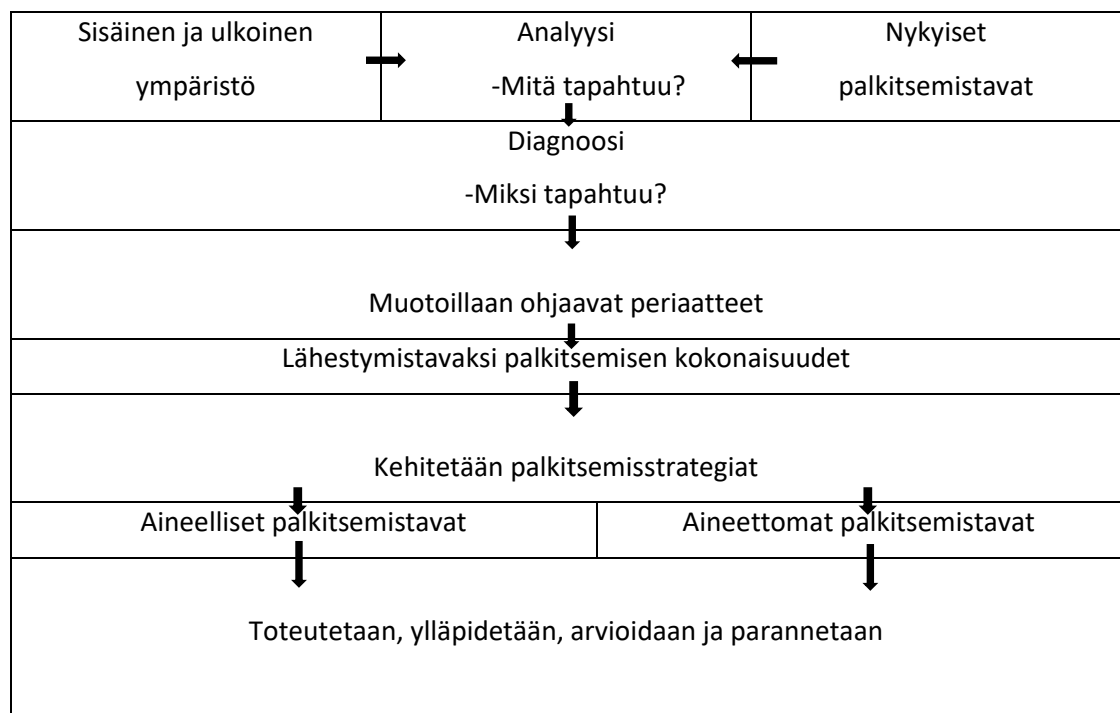 Sisäinen ja ulkoinen
ympäristö
Analyysi
-Mitä tapahtuu?
Nykyiset
palkitsemistavat
Diagnoosi
-Miksi tapahtuu?
Muotoillaan ohjaavat periaatteet
Lähestymistavaksi palkitsemisen kokonaisuudet
Kehitetään palkitsemisstrategiat
Aineelliset palkitsemistavat
Aineettomat palkitsemistavat
Toteutetaan, ylläpidetään, arvioidaan ja parannetaan